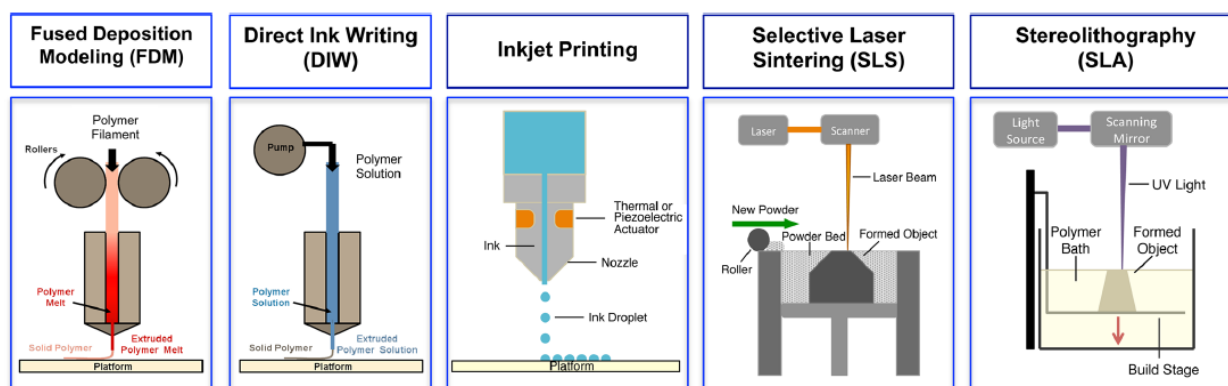 Fused Deposition
Modeling (FDM)
Direct Ink Writing
(DIW)
Inkjet Printing
Selective Laser
Sintering (SLS)
Stereolithography
(SLA)
Polymer
Filament
Rollers
Polymer
Melt
Solid Polymer
Extruded
Polymer Melt
Platform
Pump
Polymer
Solution
Polymer
Solution
Solid Polymer
Extruded
Polymer Solution
Platform
Thermal or
Piezoelectric
Actuator
Ink
Nozzle
Ink Droplet
Platform
Laser
Scanner
Laser Beam
New Powder
Powder Bed
Formed Object
Roller
Light
Source
Scanning
Mirror
UV Light
Polymer
Bath
Formed
Object
Build Stage